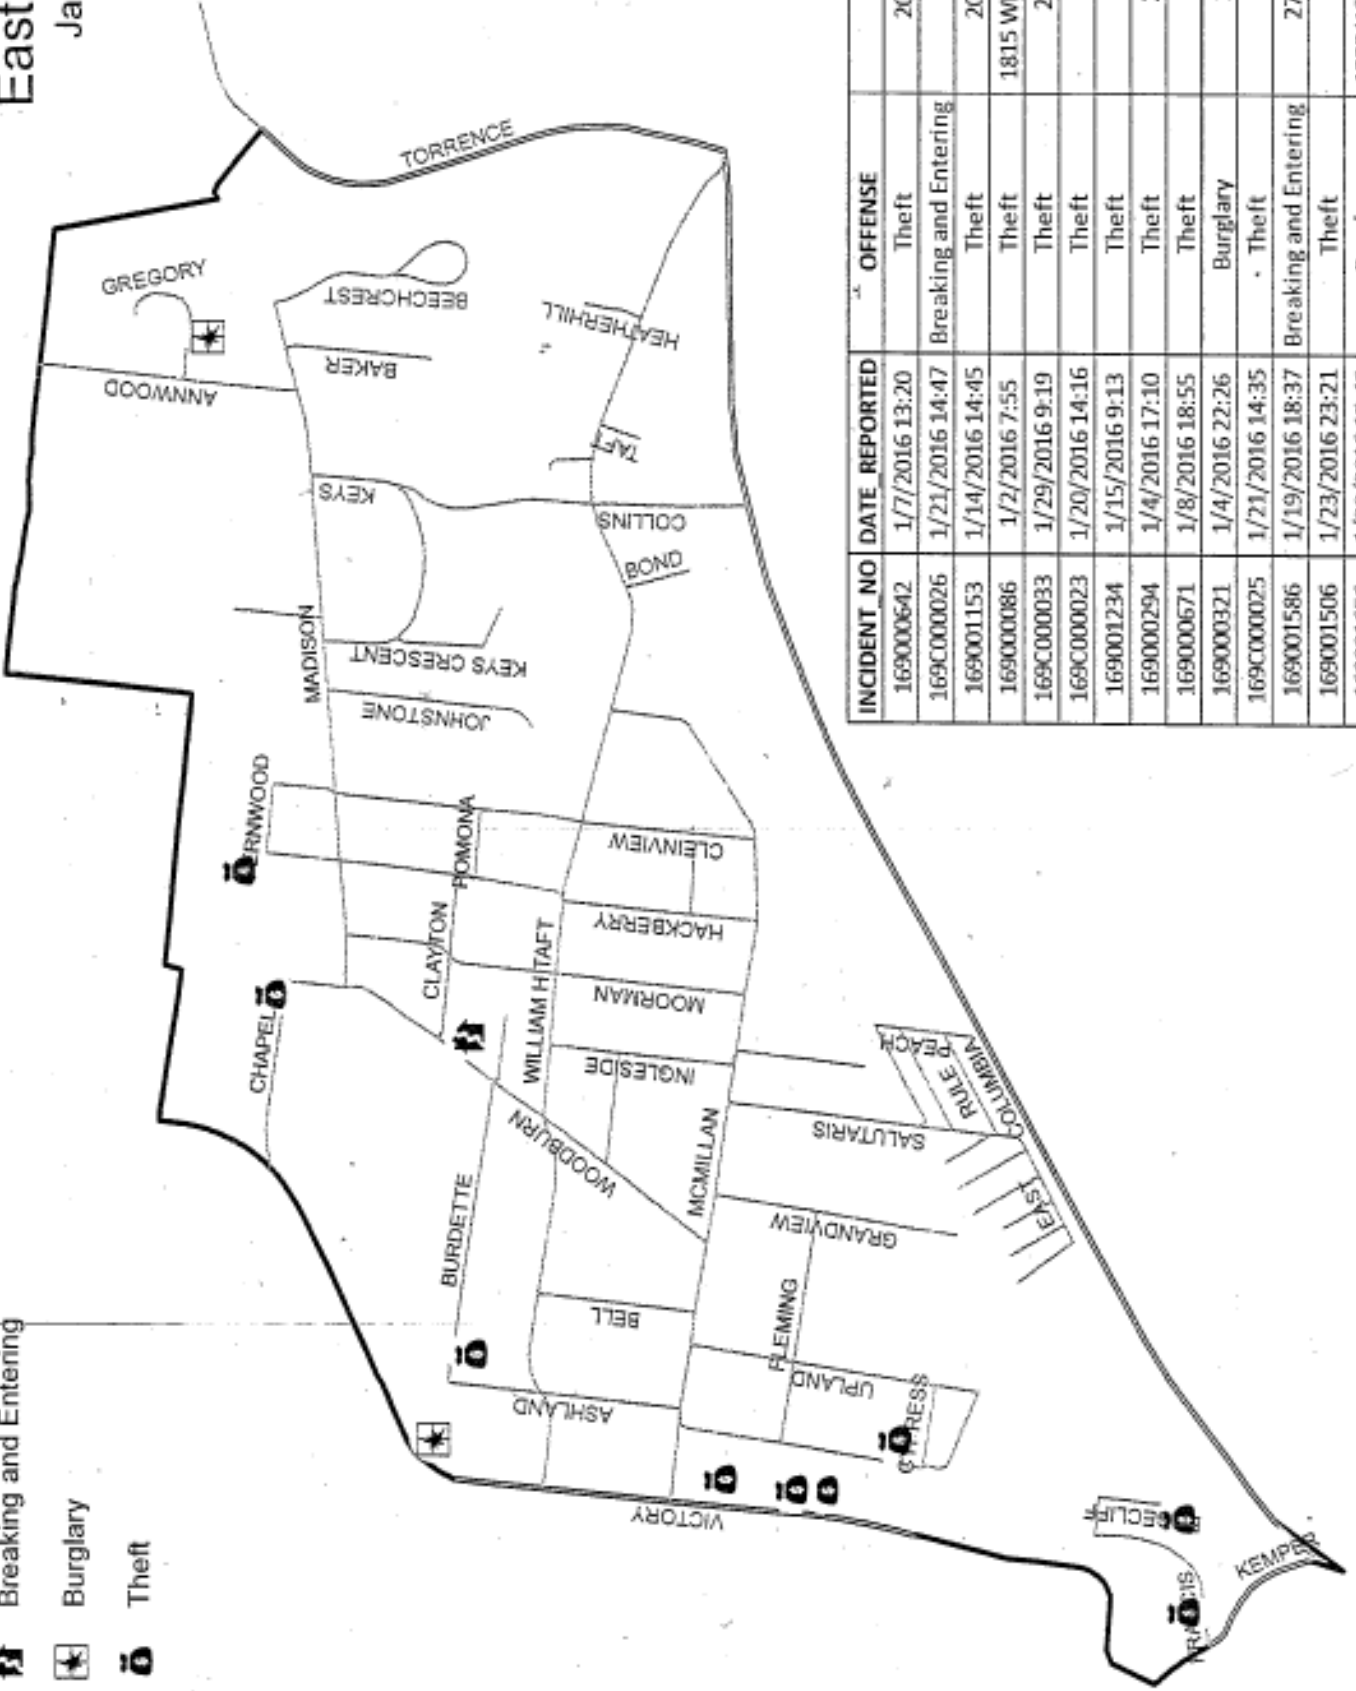 East
Ja
Breaking and Entering
Burglary
Theft
TORRENCE
GREGORY
ANNWOOD
BEECHCREST
BAKER
HEATHERHILL
TAFT
KEYS
COLLINS
BOND
MADISON
KEYS CRESCENT
JOHNSTONE
ERNWOOD
POMONA
CLEINVIEW
CLAYTON
HACKBERRY
WILLIAM H TAFT
MOORMAN
CHAPEL
INGLESIDE
WOODBURN
MCMILLAN
PEACH
RULE
COLUMBIA
SALUTARIS
EAST
GRANDVIEW
BURDETTE
BELL
FLEMING
UPLAND
ASHLAND
VICTORY
KEMPER
INCIDENT_NO DATE_REPORTED OFFENSE
169000642 1/7/2016 13:20 Theft 20
169C000026 1/21/2016 14:47 Breaking and Entering
169001153 1/14/2016 14:45 Theft 20
169000086 1/2/2016 7:55 Theft 1815 W
169C000033 1/29/2016 9:19 Theft 2
169C000023 1/20/2016 14:16 Theft
169001234 1/15/2016 9:13 Theft
169000294 1/4/2016 17:10 Theft
169000671 1/8/2016 18:55 Theft
169000321 1/4/2016 22:26 Burglary
169C000025 1/21/2016 14:35 Theft
169001586 1/19/2016 18:37 Breaking and Entering 27
169001506 1/23/2016 23:21 Theft